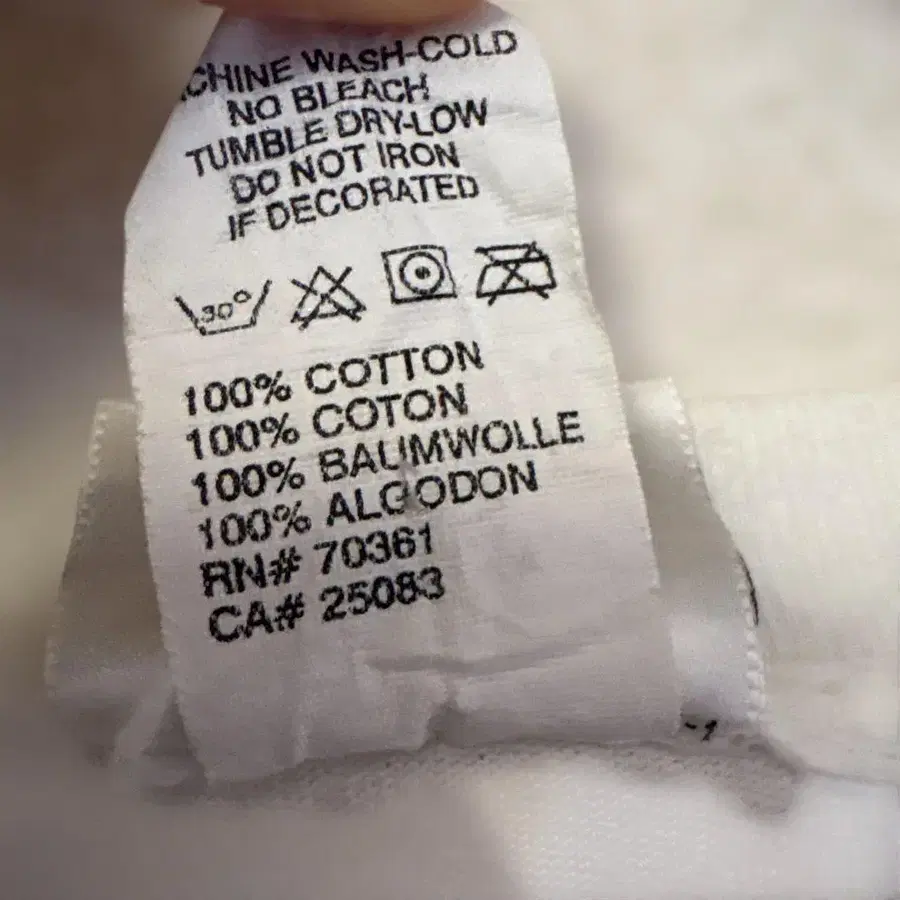 CHINE WASH-COLD
NO BLEACH
TUMBLE DRY-LOW
DO NOT IRON
IF DECORATED
30°
100% COTTON
100% COTON
100% BAUMWOLLE
100% ALGODON
RN# 70361
CA# 25083